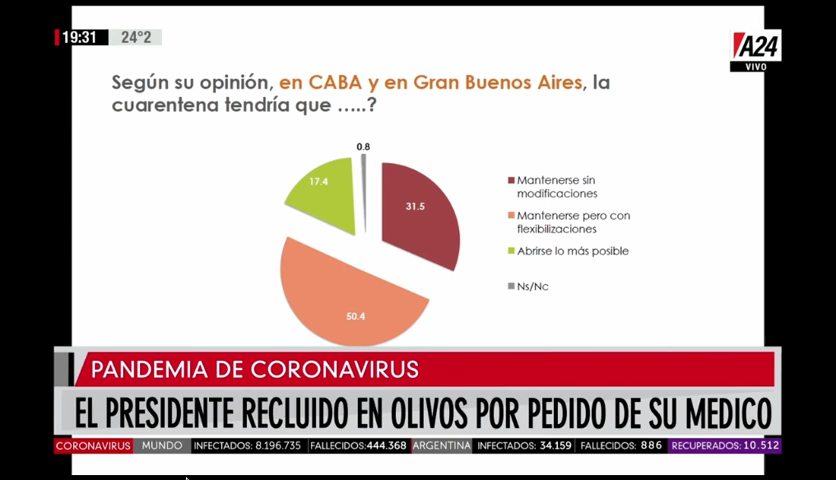 19:31 24°2
A24
VIVO
Según su opinión, en CABA y en Gran Buenos Aires, la
cuarentena tendría que …..?
0.8
17.4
31.5
50.4
Mantenerse sin
modificaciones
Mantenerse pero con
flexibilizaciones
Abrirse lo más posible
Ns/Nc
PANDEMIA DE CORONAVIRUS
EL PRESIDENTE RECLUIDO EN OLIVOS POR PEDIDO DE SU MEDICO
CORONAVIRUS MUNDO INFECTADOS: 8.196.735 FALLECIDOS:444.368 ARGENTINA INFECTADOS: 34.159 FALLECIDOS: 886 RECUPERADOS: 10.512